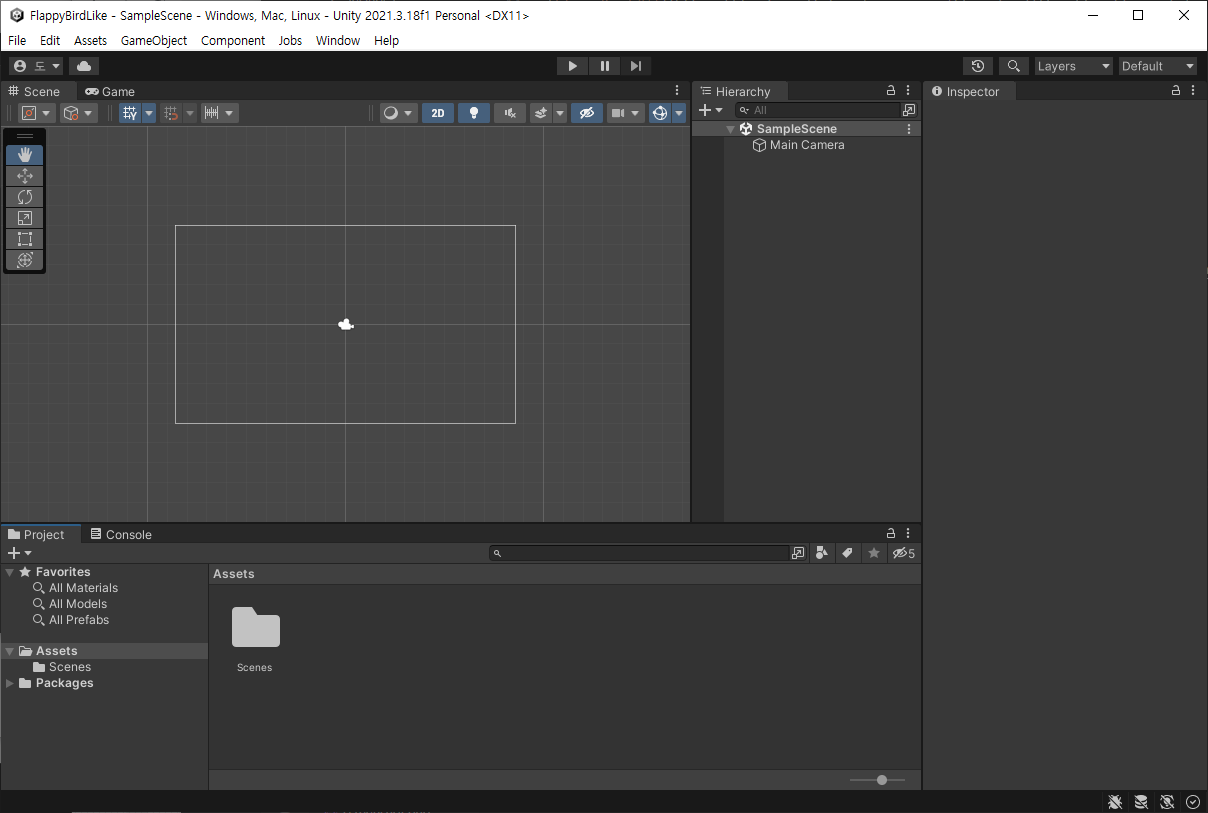 FlappyBirdLike - SampleScene - Windows, Mac, Linux - Unity 2021.3.18f1 Personal <DX11>
File Edit Assets GameObject Component Jobs Window Help
도 Layers Default
Scene Game Hierarchy Inspector
2D All
SampleScene
Main Camera
Project Console
5
Favorites Assets
All Materials
All Models
All Prefabs
Assets
Scenes Scenes
Packages